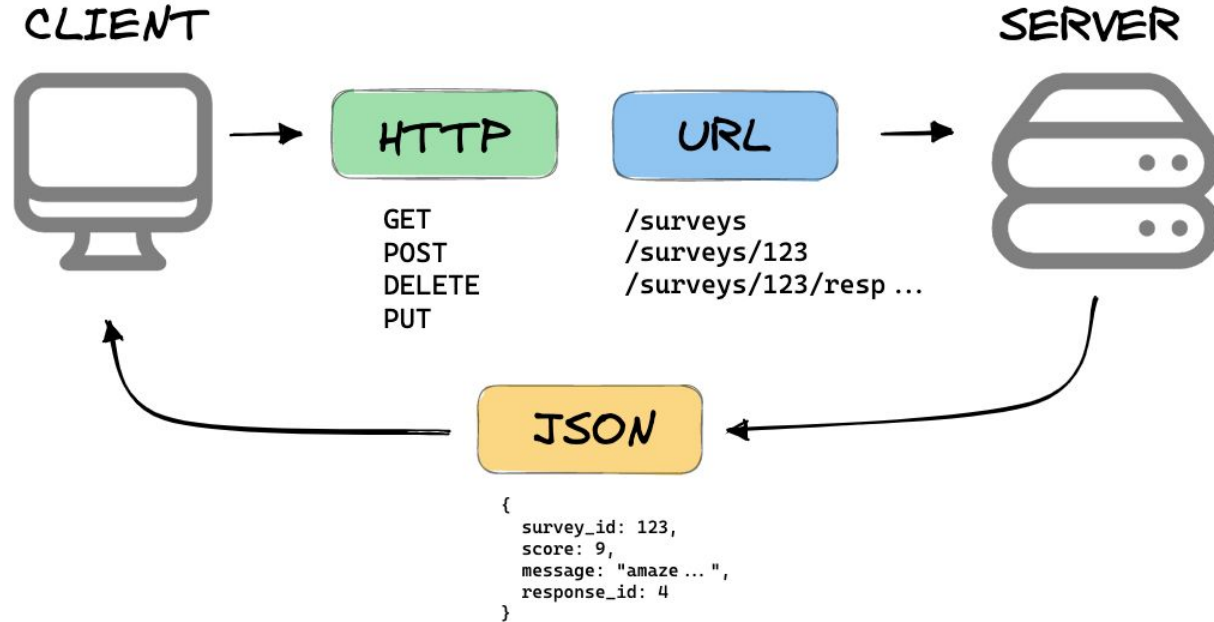 CLIENT
SERVER
HTTP
URL
GET
POST
DELETE
PUT
/surveys
/surveys/123
/surveys/123/resp ...
JSON
{
  survey_id: 123,
  score: 9,
  message: "amaze ... ",
  response_id: 4
}